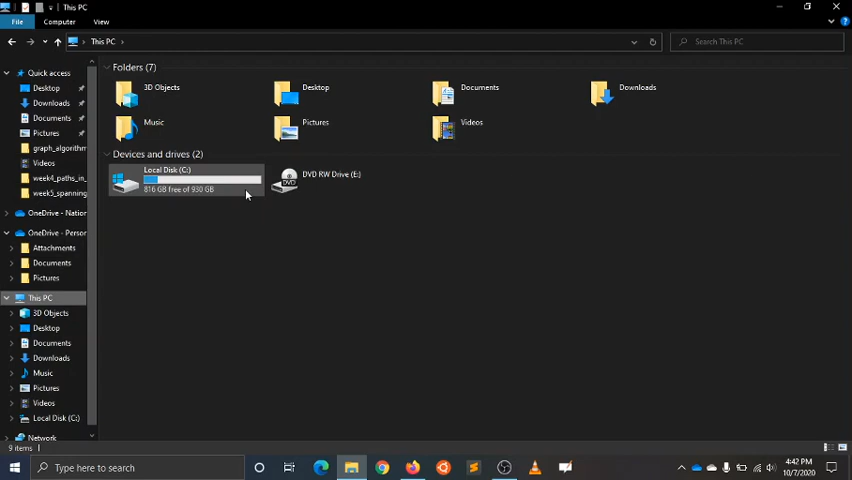 This PC
File Computer View
This PC
Search This PC
Quick access
Desktop
Downloads
Documents
Pictures
graph_algorithm
Videos
week4_paths_in_
week5_spanning
OneDrive - Nation
OneDrive - Person
Attachments
Documents
Pictures
This PC
3D Objects
Desktop
Documents
Downloads
Music
Pictures
Videos
Local Disk (C:)
Network
Folders (7)
3D Objects
Desktop
Documents
Downloads
Music
Pictures
Videos
Devices and drives (2)
Local Disk (C:)
816 GB free of 930 GB
DVD
DVD RW Drive (E:)
9 items
Type here to search
4:42 PM
10/7/2020